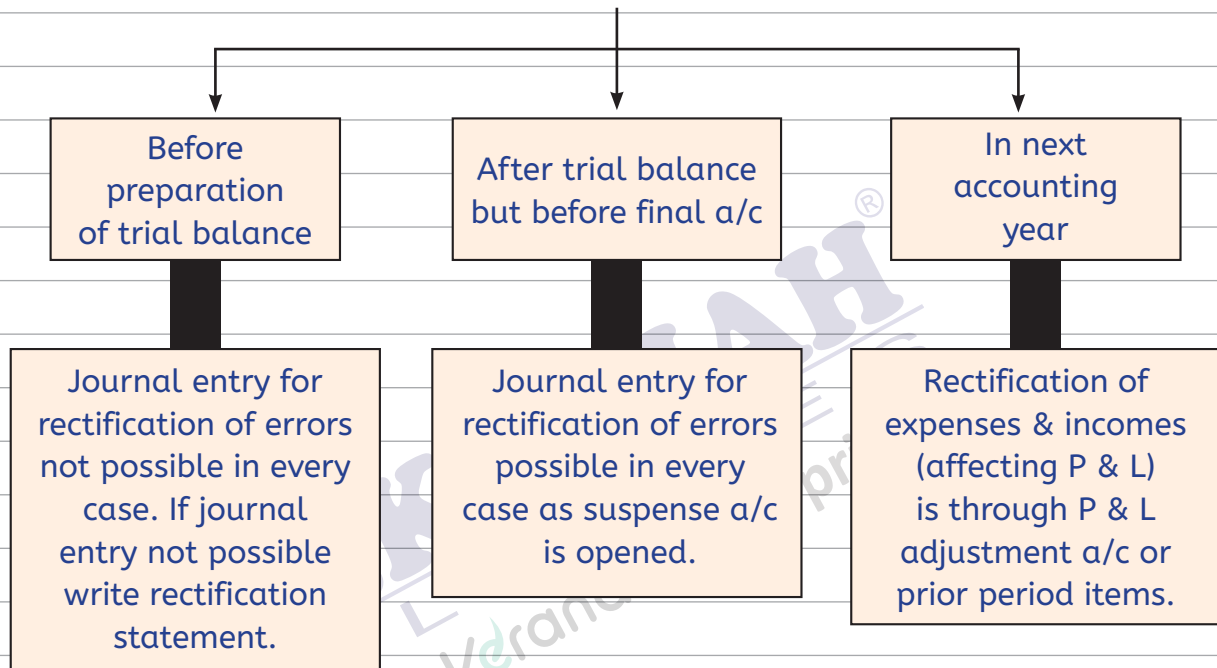 Before
preparation
of trial balance
After trial balance
but before final a/c
In next
accounting
year
Journal entry for
rectification of errors
not possible in every
case. If journal
entry not possible
write rectification
statement.
Journal entry for
rectification of errors
possible in every
case as suspense a/c
is opened.
Rectification of
expenses & incomes
(affecting P & L)
is through P & L
adjustment a/c or
prior period items.
®